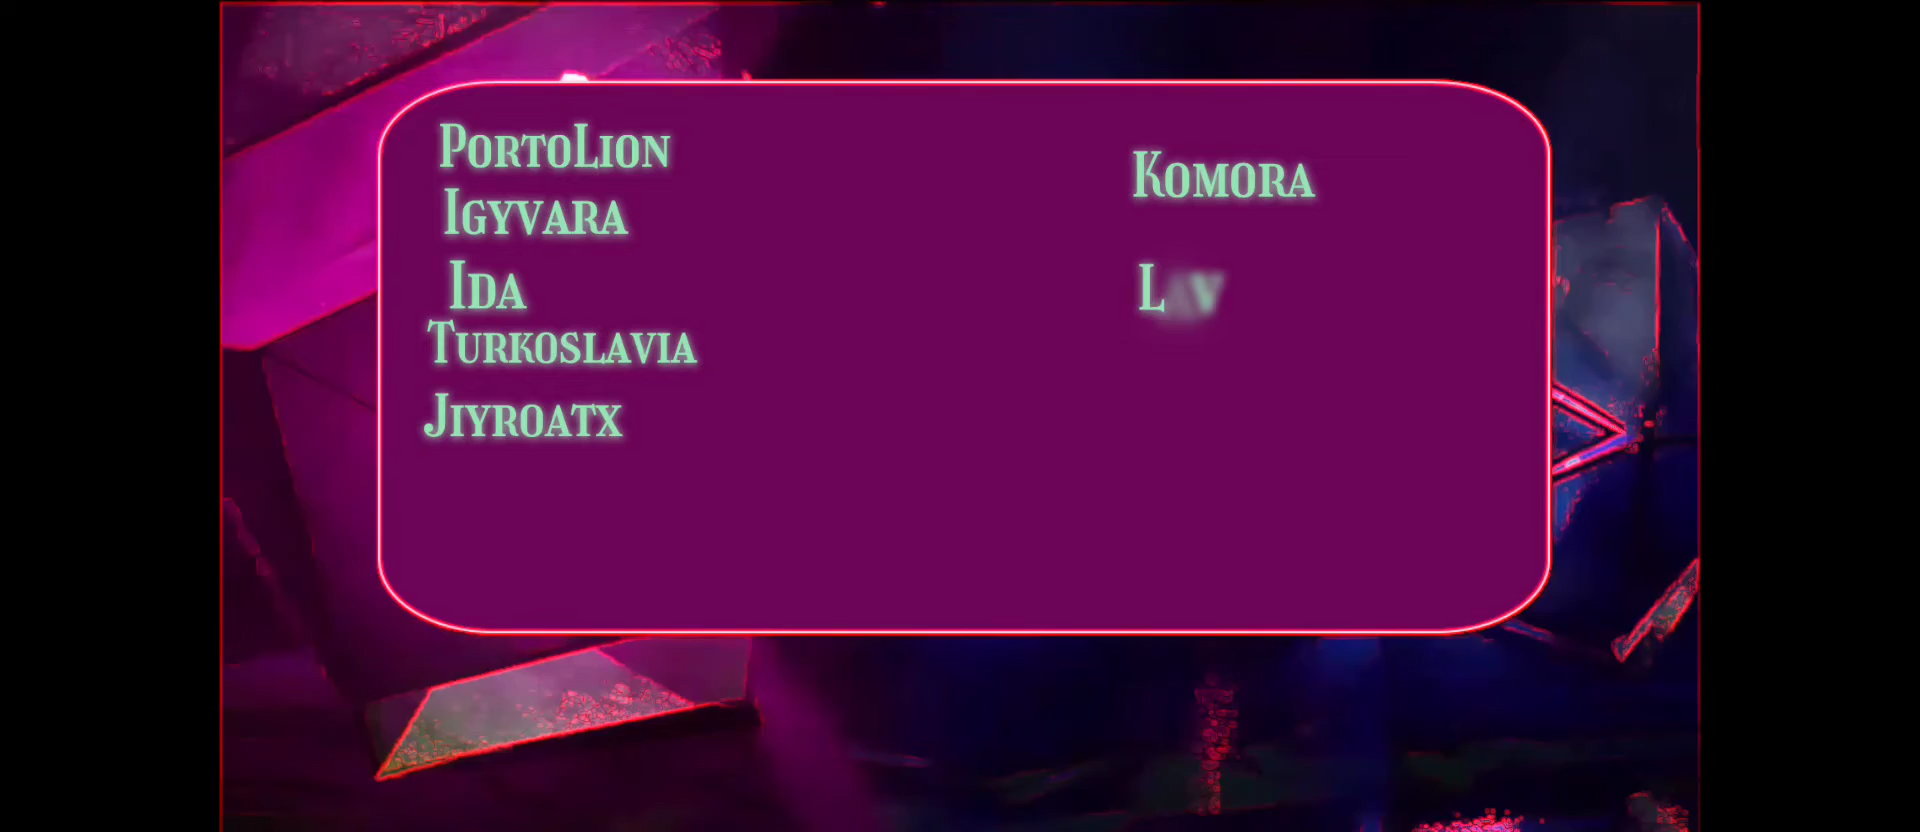 PortoLion
Igyvara
Ida
Turkoslavia
Jiyroatx
Komora